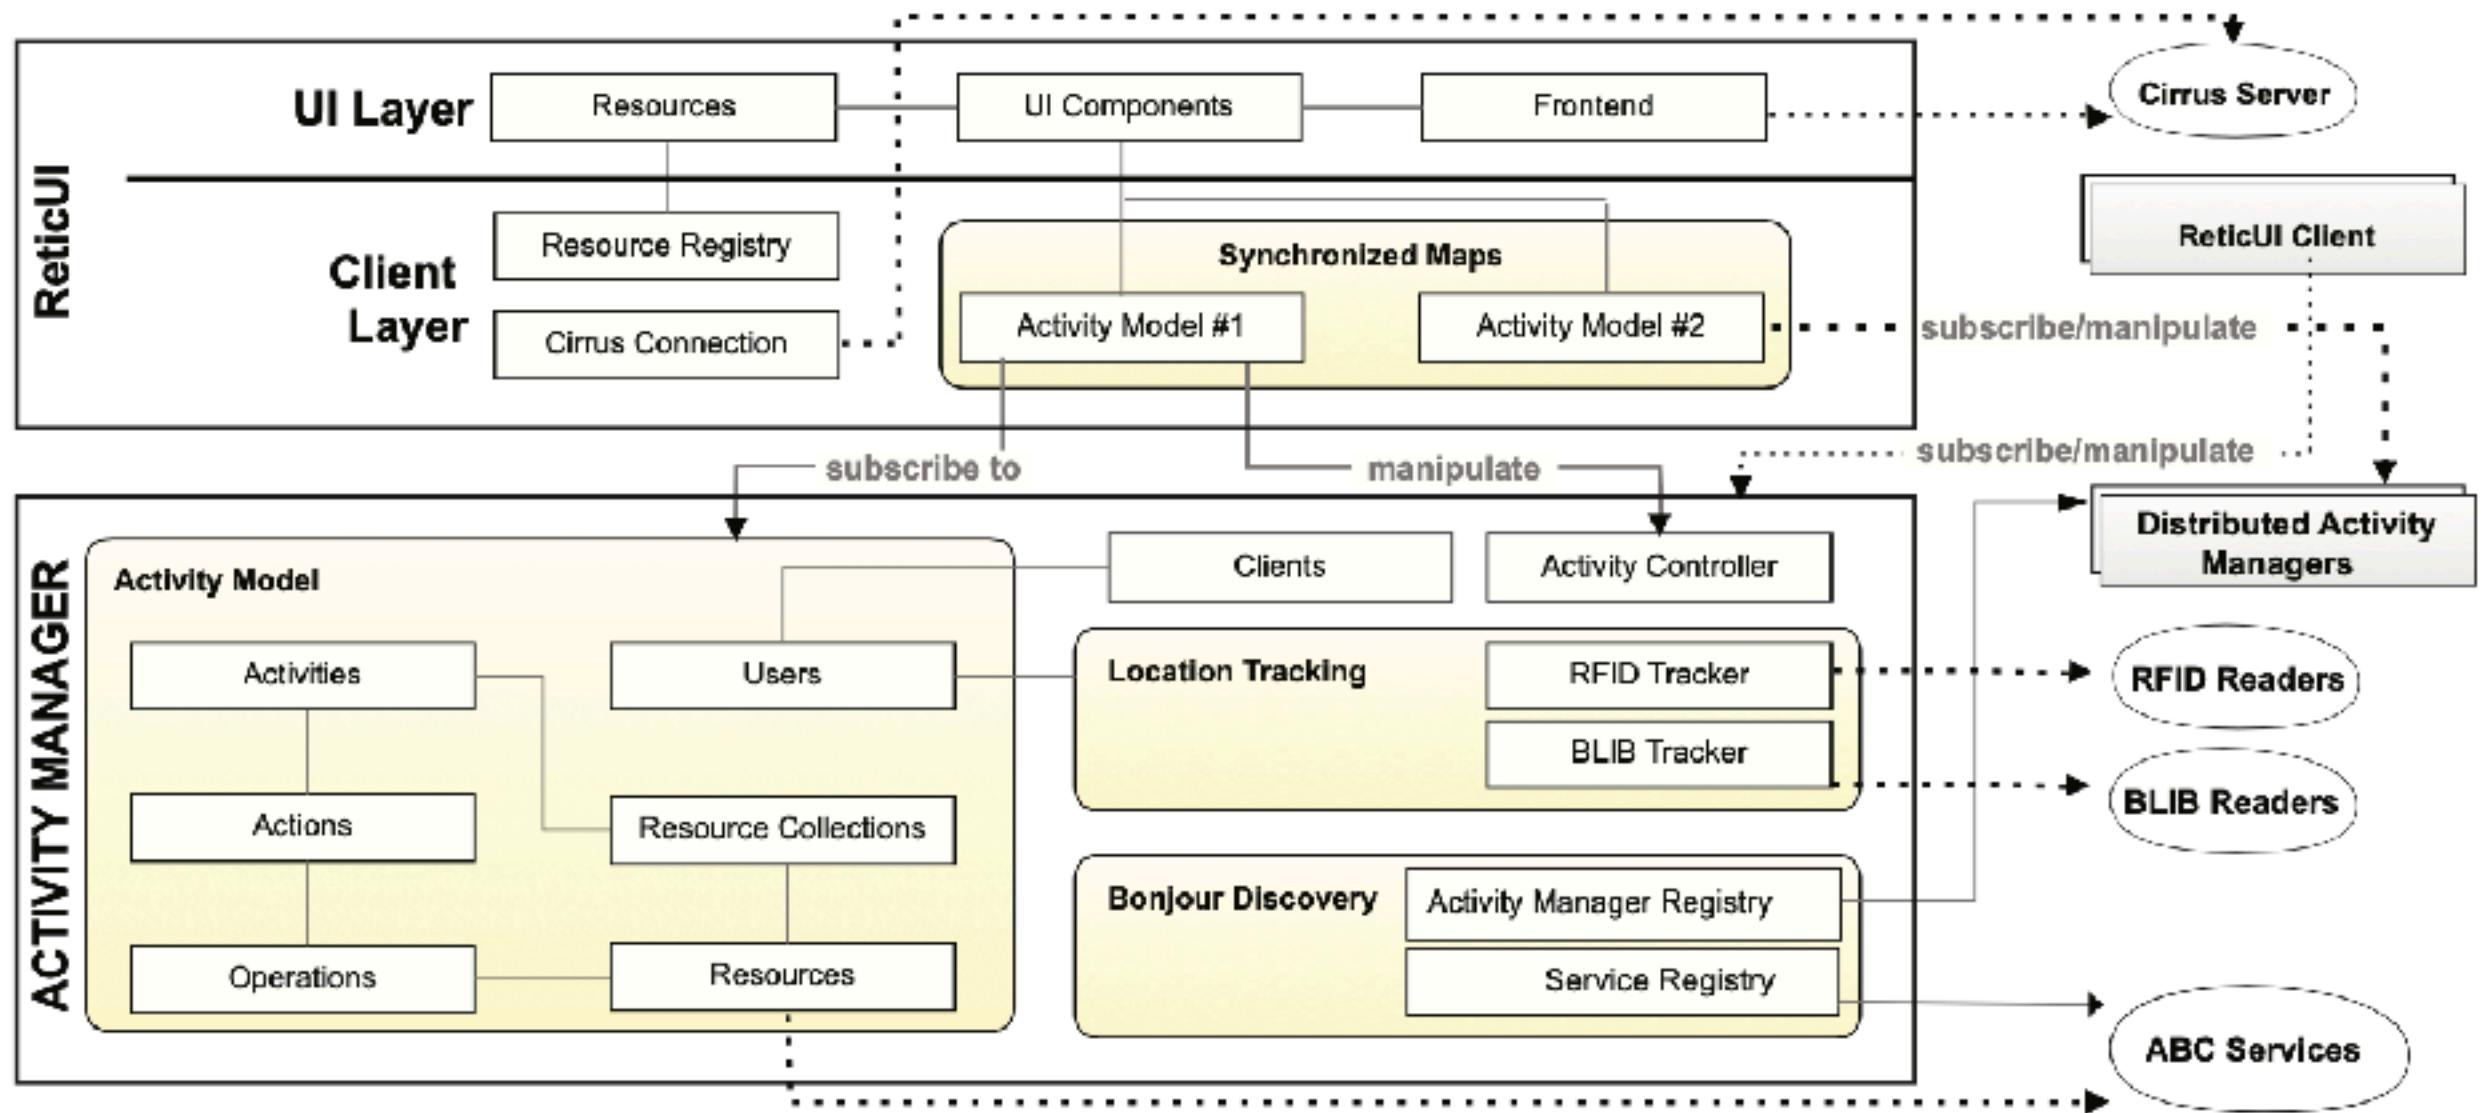 ReticUI
UI Layer
Resources
UI Components
Frontend
Cirrus Server
Client
Layer
Resource Registry
Cirrus Connection
Synchronized Maps
Activity Model #1
Activity Model #2
ReticUI Client
subscribe/manipulate
subscribe to
manipulate
subscribe/manipulate
ACTIVITY MANAGER
Activity Model
Clients
Activity Controller
Distributed Activity
Managers
Activities
Users
Location Tracking
RFID Tracker
RFID Readers
BLIB Tracker
BLIB Readers
Actions
Resource Collections
Bonjour Discovery
Activity Manager Registry
Operations
Resources
Service Registry
ABC Services